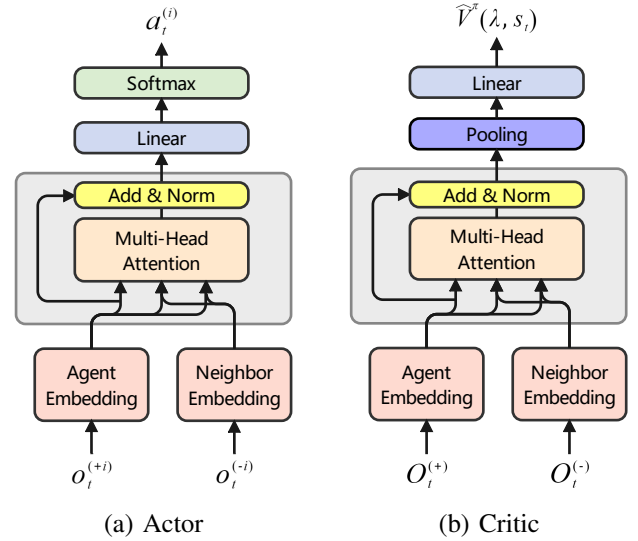 a_t^{(i)}
Softmax
Linear
Add & Norm
Multi-Head
Attention
Agent
Embedding
Neighbor
Embedding
o_t^{(+i)}
o_t^{(-i)}
(a) Actor
\widehat{V}^π(λ, s_t)
Linear
Pooling
Add & Norm
Multi-Head
Attention
Agent
Embedding
Neighbor
Embedding
O_t^{(+)}
O_t^{(-)}
(b) Critic